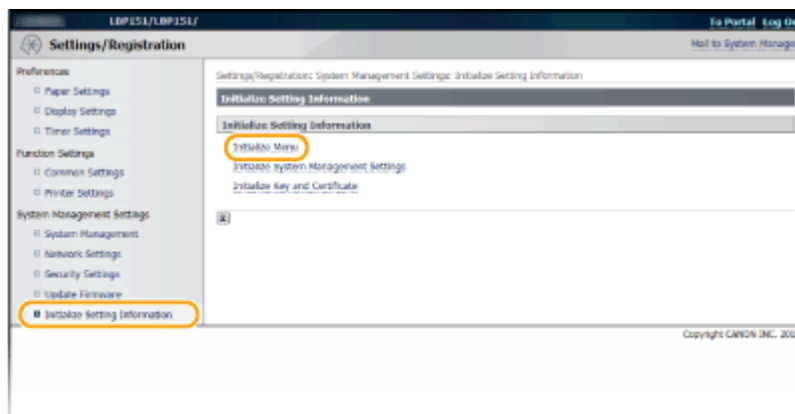 LBP151/LBP151/
To Portal Log O
Settings/Registration
Mail to System Manage
Preferences
Paper Settings
Display Settings
Timer Settings
Function Settings
Common Settings
Printer Settings
System Management Settings
System Management
Network Settings
Security Settings
Update Firmware
Initialize Setting Information
Settings/Registration: System Management Settings: Initialize Setting Information
Initialize Setting Information
Initialize Setting Information
Initialize Menu
Initialize System Management Settings
Initialize Key and Certificate
Copyright CANON INC. 201